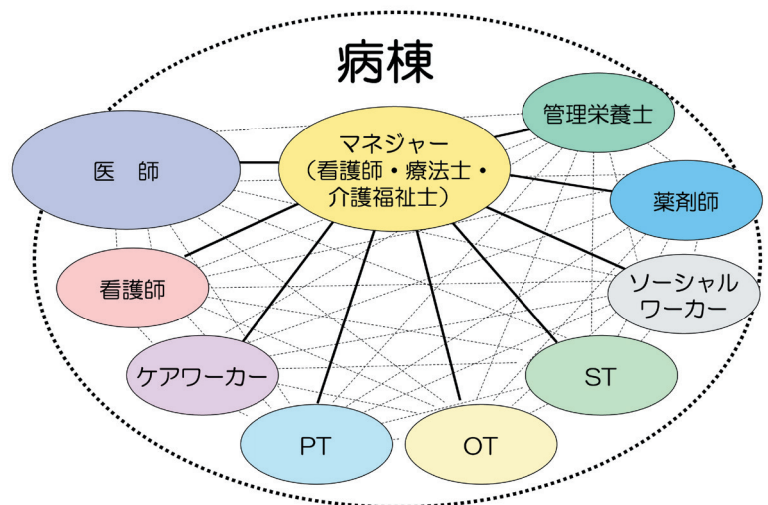 病棟
管理栄養士
医　師
マネジャー
（看護師・療法士・
介護福祉士）
薬剤師
看護師
ソーシャル
ワーカー
ケアワーカー
ST
PT
OT